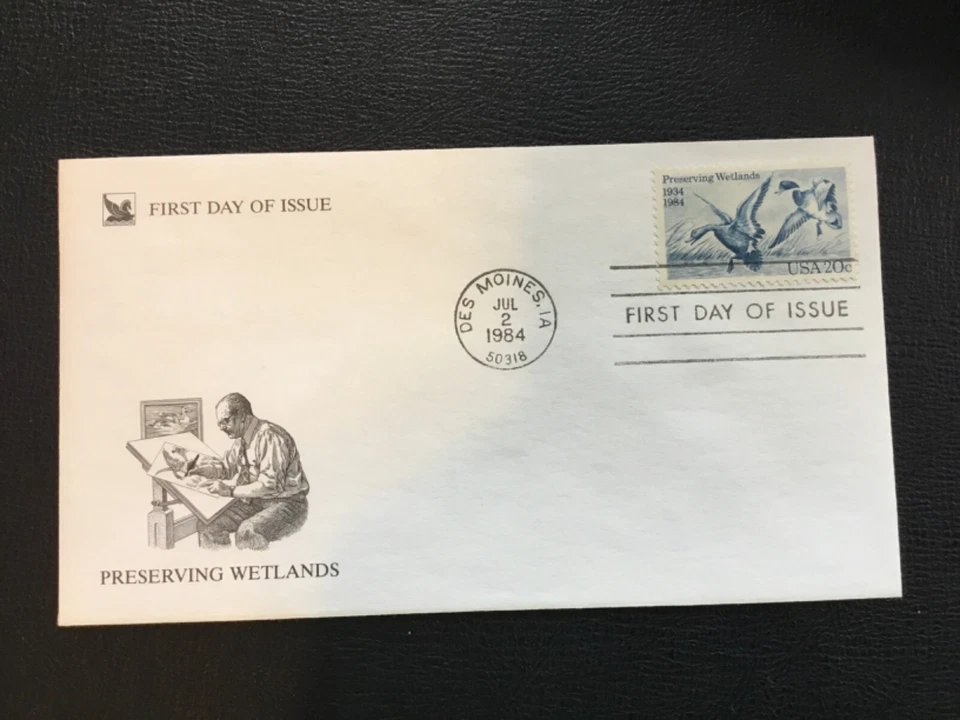 FIRST DAY OF ISSUE
Preserving Wetlands
1934
1984
USA 20c
DES MOINES, IA
JUL
2
1984
50318
FIRST DAY OF ISSUE
PRESERVING WETLANDS